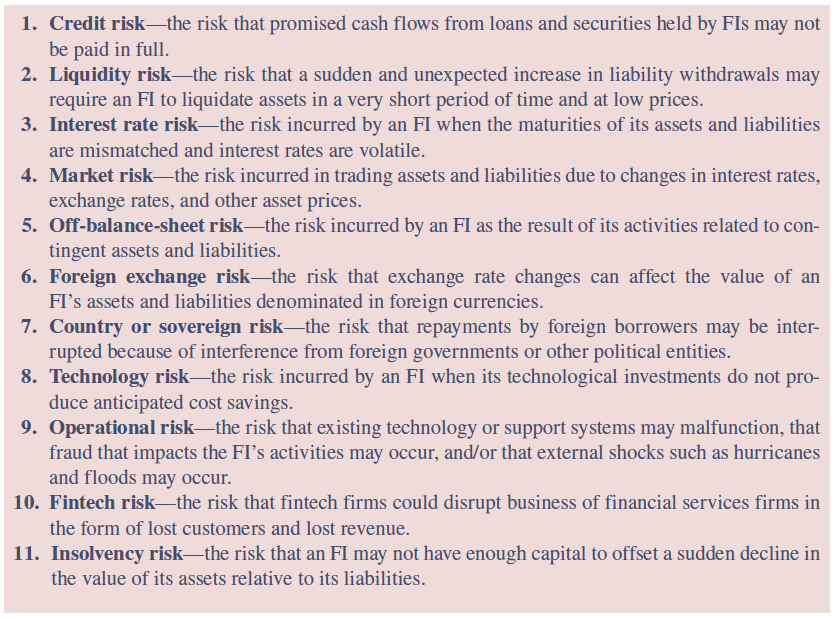 1. Credit risk—the risk that promised cash flows from loans and securities held by FIs may not
be paid in full.
2. Liquidity risk—the risk that a sudden and unexpected increase in liability withdrawals may
require an FI to liquidate assets in a very short period of time and at low prices.
3. Interest rate risk—the risk incurred by an FI when the maturities of its assets and liabilities
are mismatched and interest rates are volatile.
4. Market risk—the risk incurred in trading assets and liabilities due to changes in interest rates,
exchange rates, and other asset prices.
5. Off-balance-sheet risk—the risk incurred by an FI as the result of its activities related to con-
tingent assets and liabilities.
6. Foreign exchange risk—the risk that exchange rate changes can affect the value of an
FI’s assets and liabilities denominated in foreign currencies.
7. Country or sovereign risk—the risk that repayments by foreign borrowers may be inter-
rupted because of interference from foreign governments or other political entities.
8. Technology risk—the risk incurred by an FI when its technological investments do not pro-
duce anticipated cost savings.
9. Operational risk—the risk that existing technology or support systems may malfunction, that
fraud that impacts the FI’s activities may occur, and/or that external shocks such as hurricanes
and floods may occur.
10. Fintech risk—the risk that fintech firms could disrupt business of financial services firms in
the form of lost customers and lost revenue.
11. Insolvency risk—the risk that an FI may not have enough capital to offset a sudden decline in
the value of its assets relative to its liabilities.